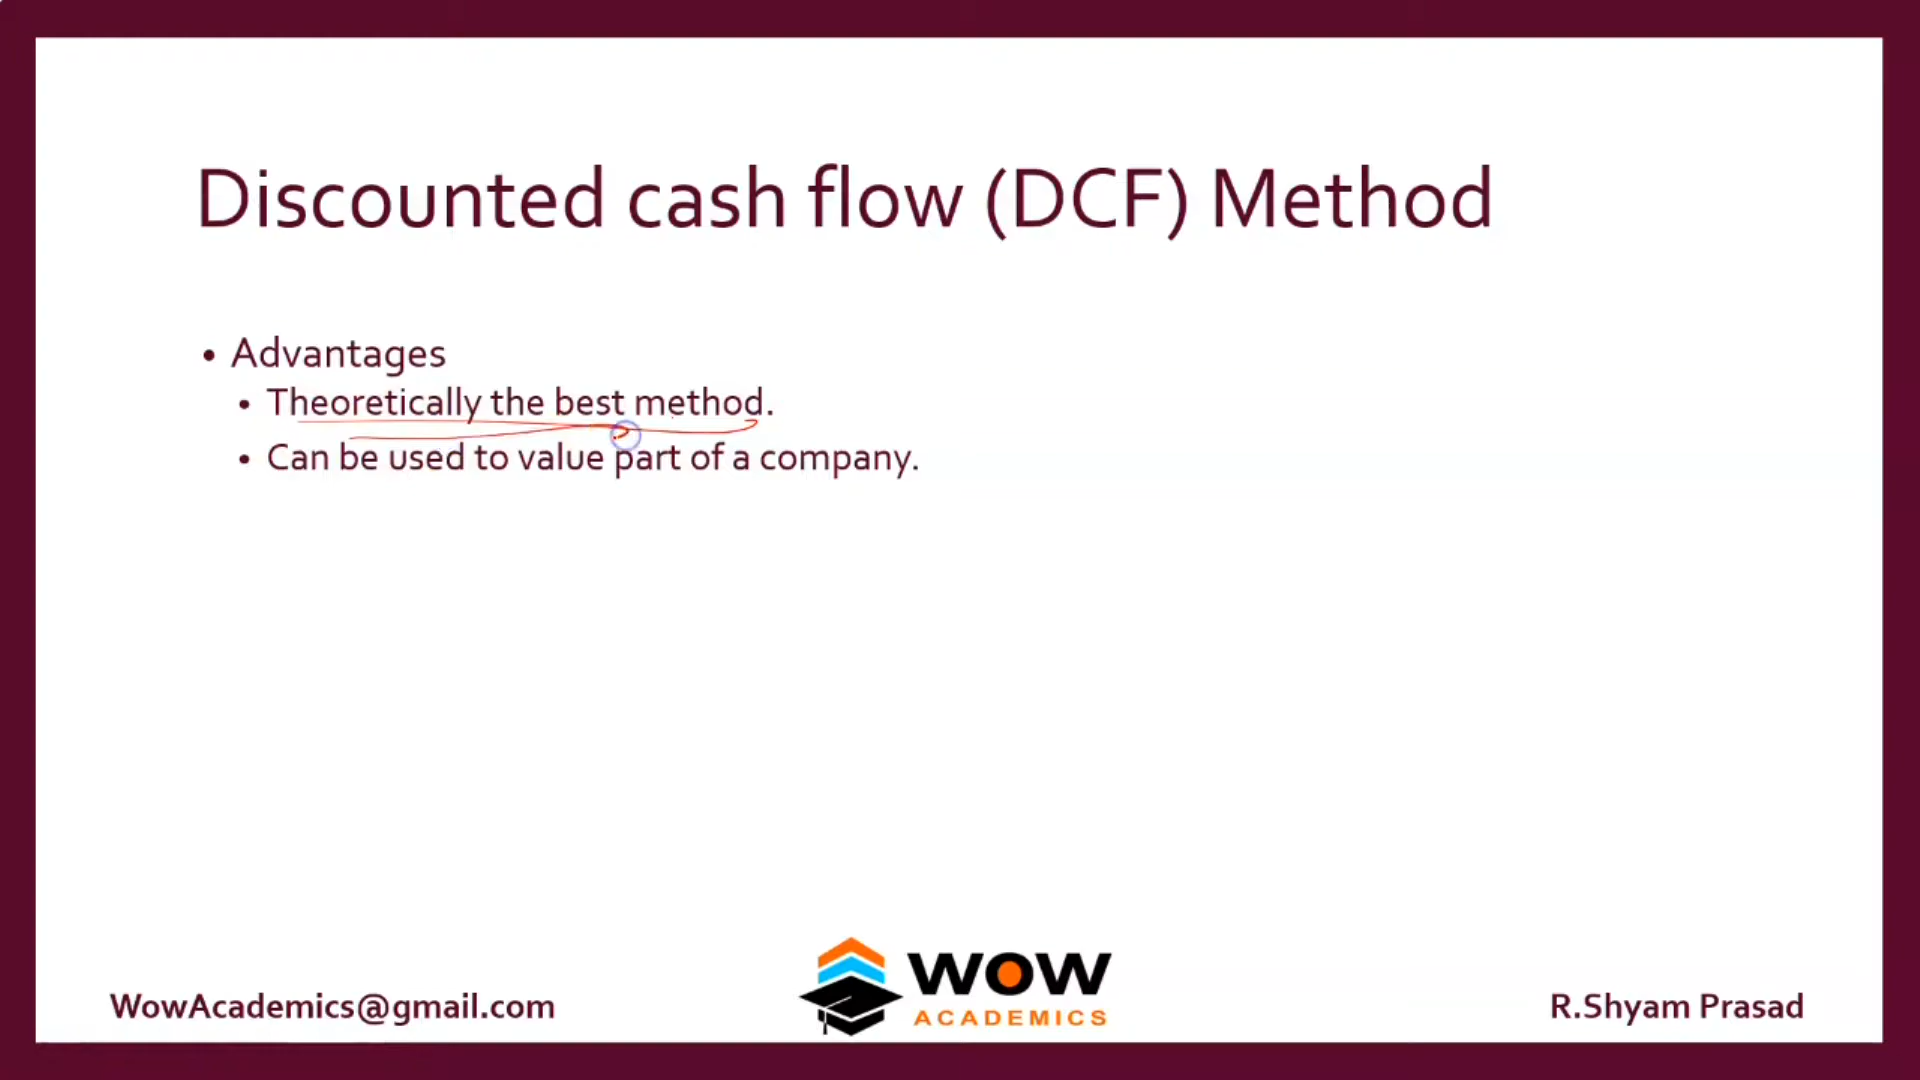 Discounted cash flow (DCF) Method
• Advantages
• Theoretically the best method.
• Can be used to value part of a company.
WowAcademics@gmail.com
WOW
ACADEMICS
R.Shyam Prasad